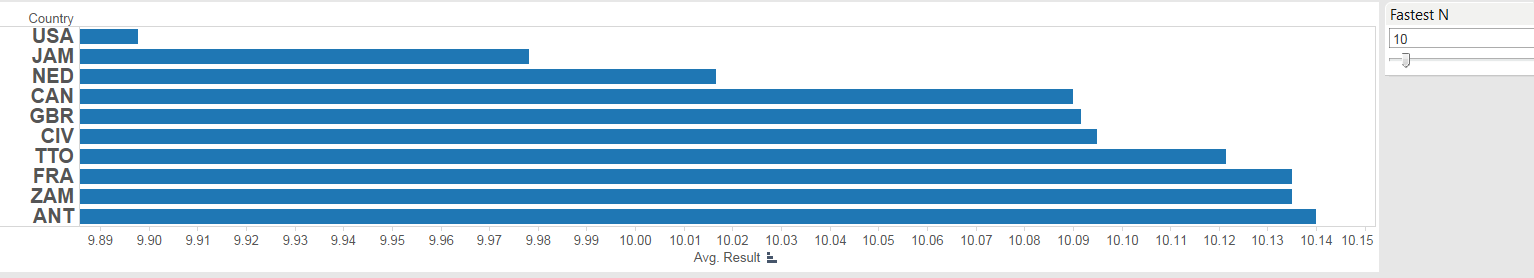 Country
USA
JAM
NED
CAN
GBR
CIV
TTO
FRA
ZAM
ANT
9.89 9.90 9.91 9.92 9.93 9.94 9.95 9.96 9.97 9.98 9.99 10.00 10.01 10.02 10.03 10.04 10.05 10.06 10.07 10.08 10.09 10.10 10.11 10.12 10.13 10.14 10.15
Avg. Result
Fastest N
10